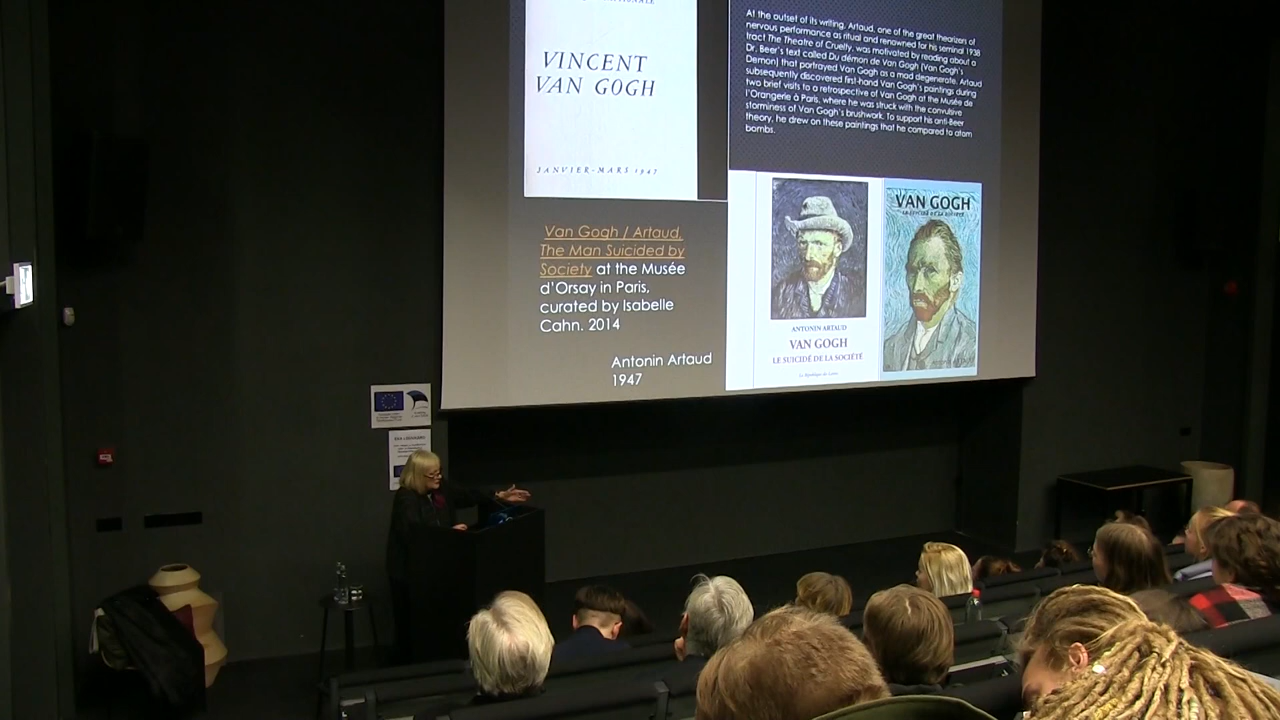 VINCENT
VAN GOGH
JANVIER-MARS 1947
Van Gogh / Artaud,
The Man Suicided by
Society at the Musée
d'Orsay in Paris,
curated by Isabelle
Cahn. 2014
Antonin Artaud
1947
At the outset of its writing, Artaud, one of the great theorizers of
nervous performance as ritual and renowned for his seminal 1938
tract The Theatre of Cruelty, was motivated by reading about a
Dr. Beer's text called Du démon de Van Gogh (Van Gogh's
Demon) that portrayed Van Gogh as a mad degenerate. Artaud
subsequently discovered first-hand Van Gogh's paintings during
two brief visits to a retrospective of Van Gogh at the Musée de
l'Orangerie à Paris, where he was struck with the convulsive
storminess of Van Gogh's brushwork. To support his anti-Beer
theory, he drew on these paintings that he compared to atom
bombs.
ANTONIN ARTAUD
VAN GOGH
LE SUICIDÉ DE LA SOCIÉTÉ
VAN GOGH
LE SUICIDÉ DE LA SOCIÉTÉ